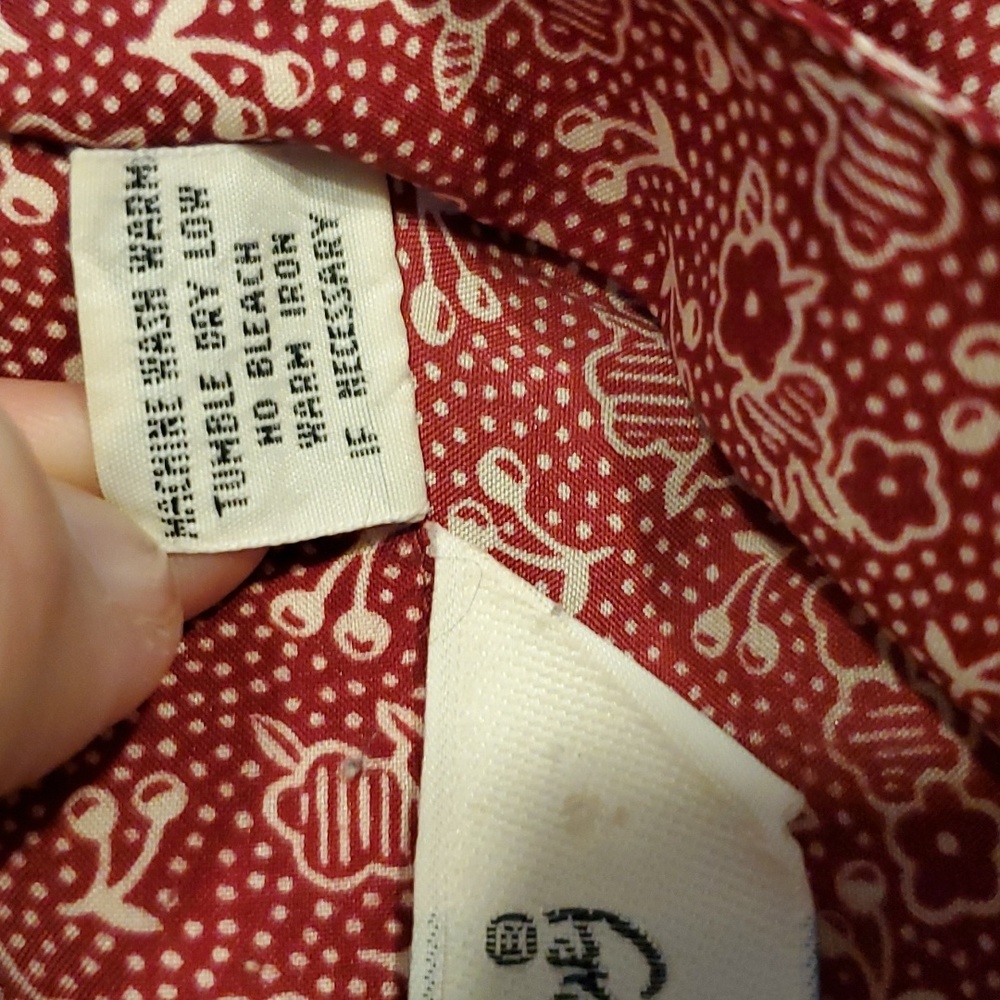 MACHINE WASH WARM
TUMBLE DRY LOW
NO BLEACH
WARM IRON
IF NECESSARY